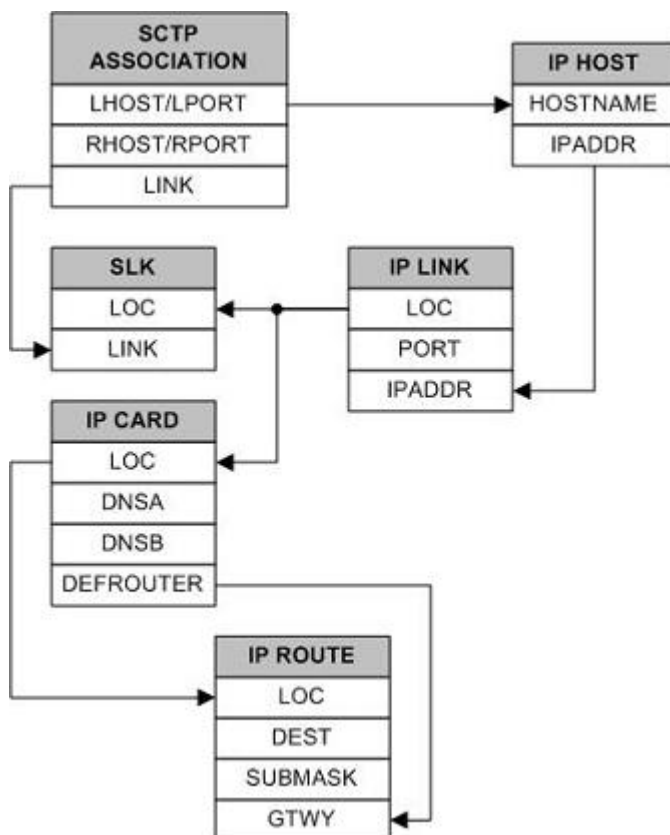 SCTP
ASSOCIATION
LHOST/LPORT
RHOST/RPORT
LINK
IP HOST
HOSTNAME
IPADDR
SLK
LOC
LINK
IP LINK
LOC
PORT
IPADDR
IP CARD
LOC
DNSA
DNSB
DEFROUTER
IP ROUTE
LOC
DEST
SUBMASK
GTWY